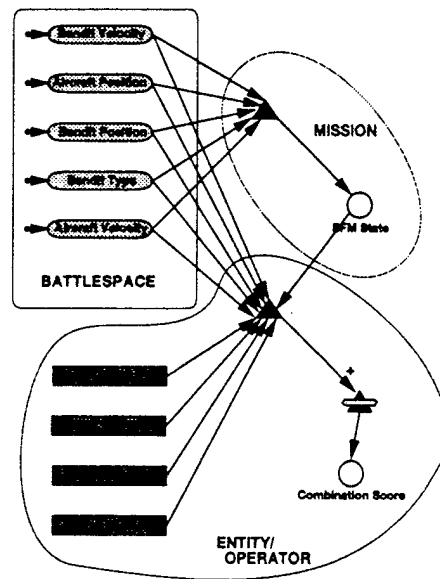 Bandit Velocity
Aircraft Position
Bandit Position
Bandit Type
Aircraft Velocity
BATTLESPACE
MISSION
BFM State
+
Combination Score
ENTITY/
OPERATOR